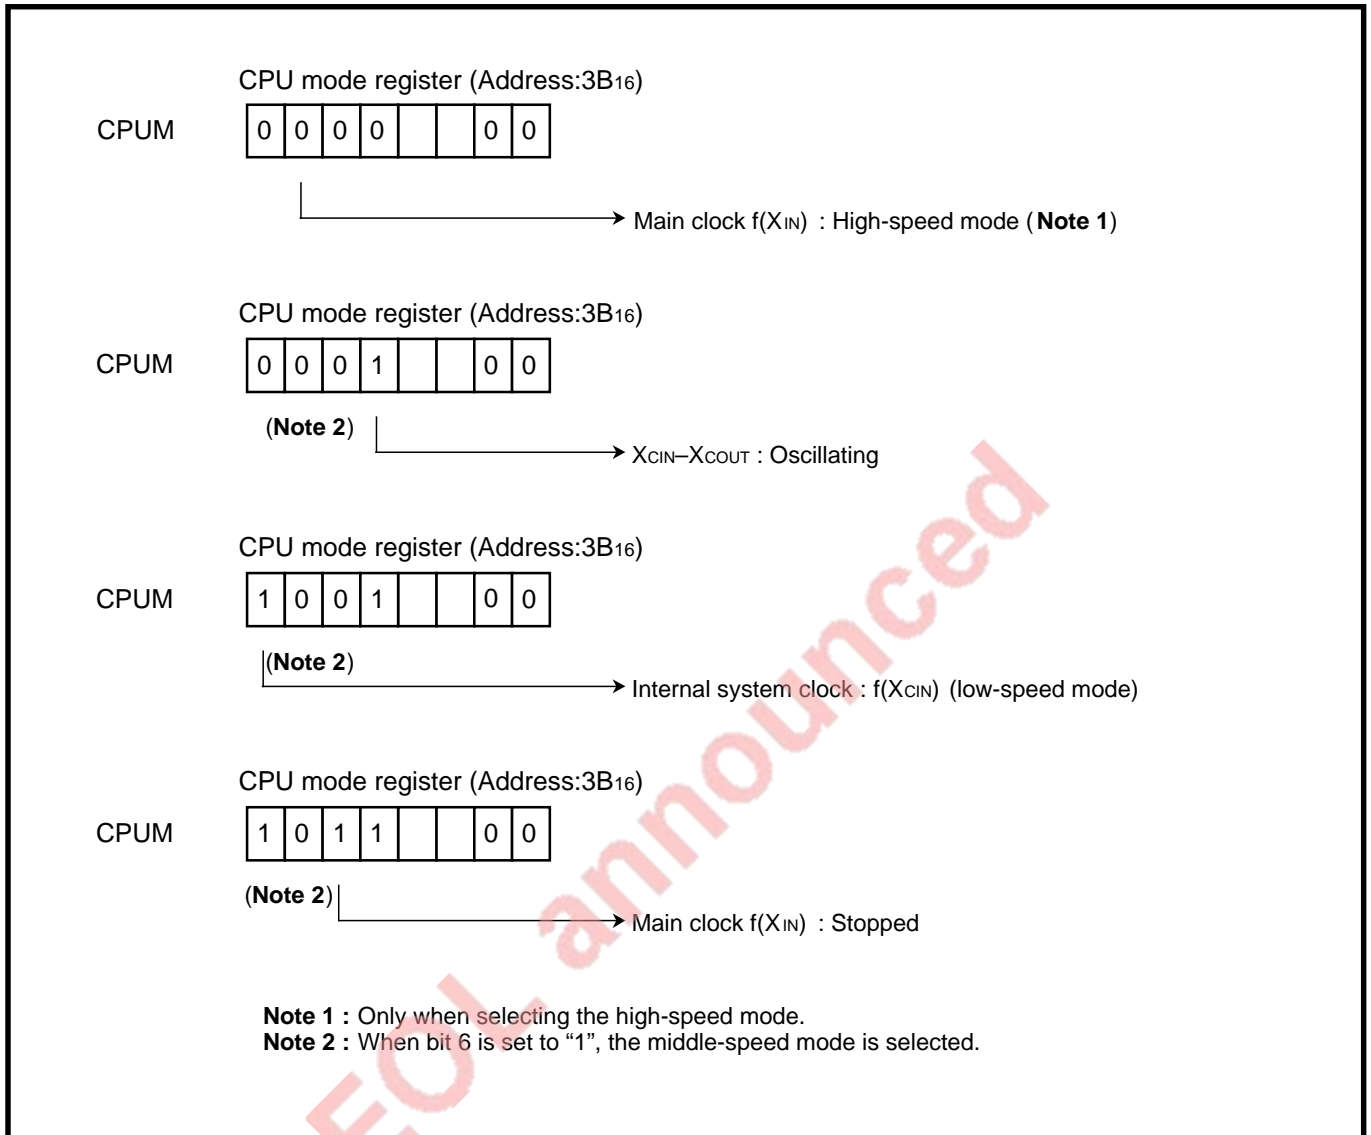 CPU mode register (Address:3B16)
CPUM 0 0 0 0 0 0
Main clock f(XIN) : High-speed mode (Note 1)
CPU mode register (Address:3B16)
CPUM 0 0 0 1 0 0
(Note 2)
XCIN–XCOUT : Oscillating
CPU mode register (Address:3B16)
CPUM 1 0 0 1 0 0
(Note 2)
Internal system clock : f(XCIN) (low-speed mode)
CPU mode register (Address:3B16)
CPUM 1 0 1 1 0 0
(Note 2)
Main clock f(XIN) : Stopped
Note 1 : Only when selecting the high-speed mode.
Note 2 : When bit 6 is set to “1”, the middle-speed mode is selected.
EOL announced